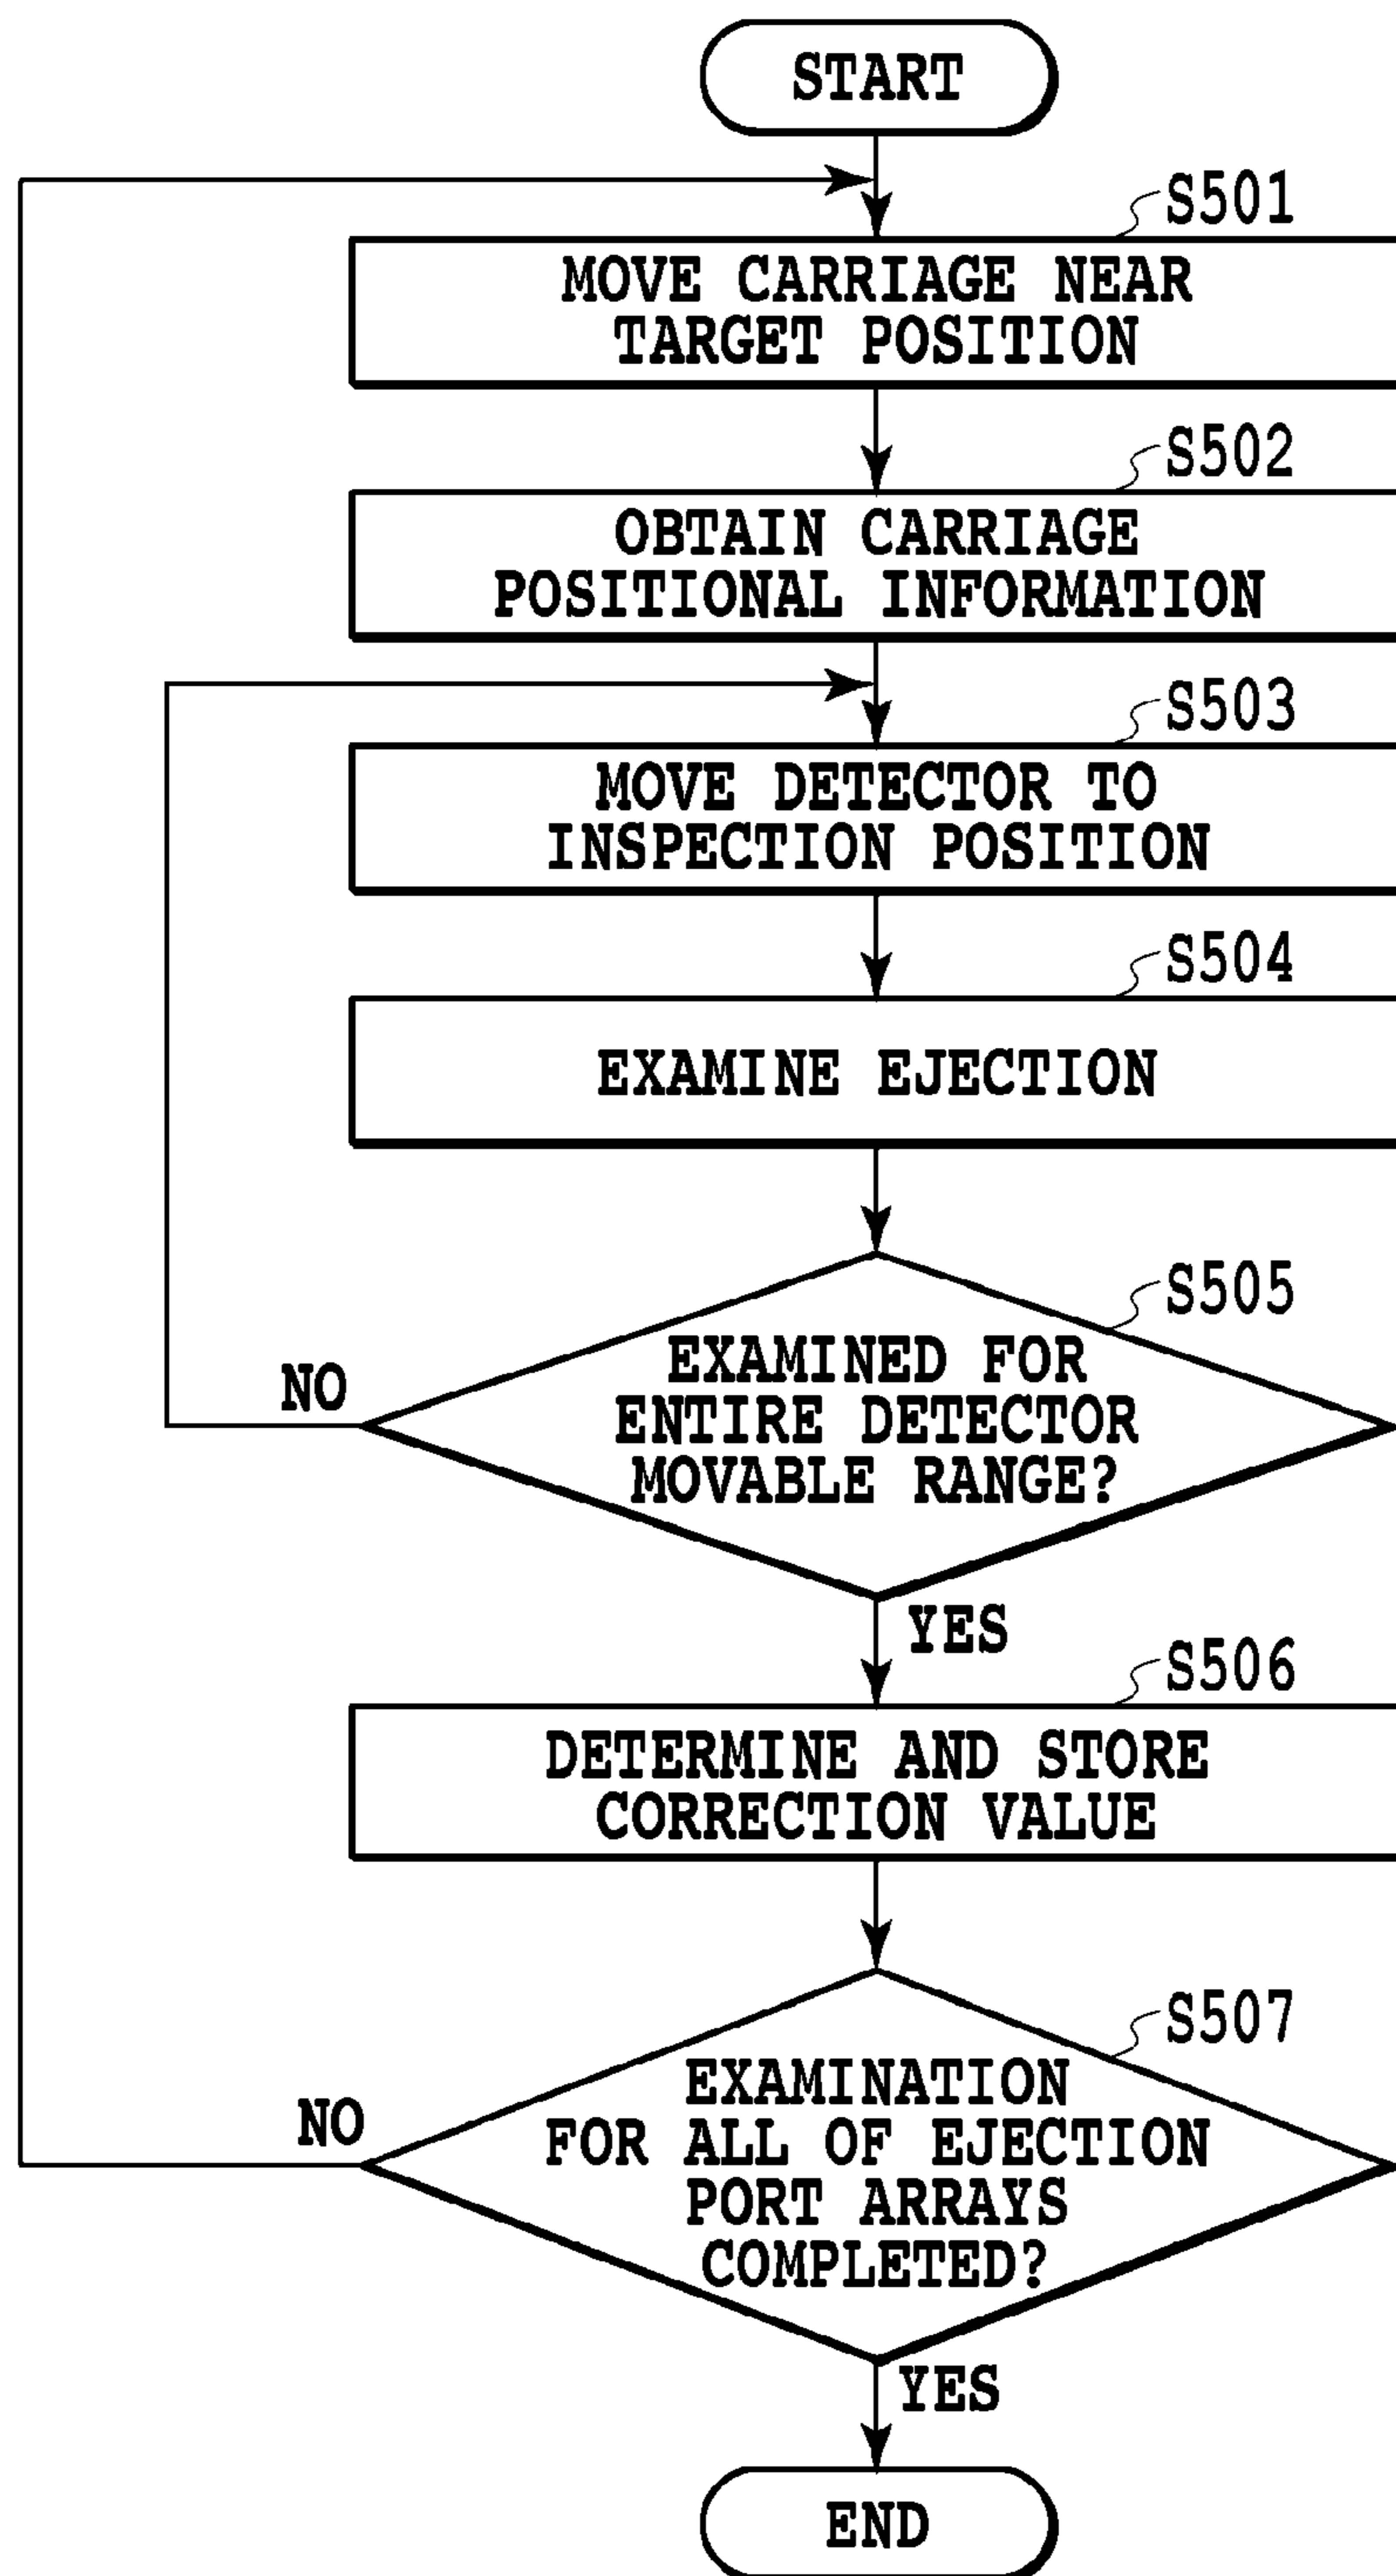 START
S501
MOVE CARRIAGE NEAR
TARGET POSITION
S502
OBTAIN CARRIAGE
POSITIONAL INFORMATION
S503
MOVE DETECTOR TO
INSPECTION POSITION
S504
EXAMINE EJECTION
S505
EXAMINED FOR
ENTIRE DETECTOR
MOVABLE RANGE?
NO
YES
S506
DETERMINE AND STORE
CORRECTION VALUE
S507
EXAMINATION
FOR ALL OF EJECTION
PORT ARRAYS
COMPLETED?
NO
YES
END